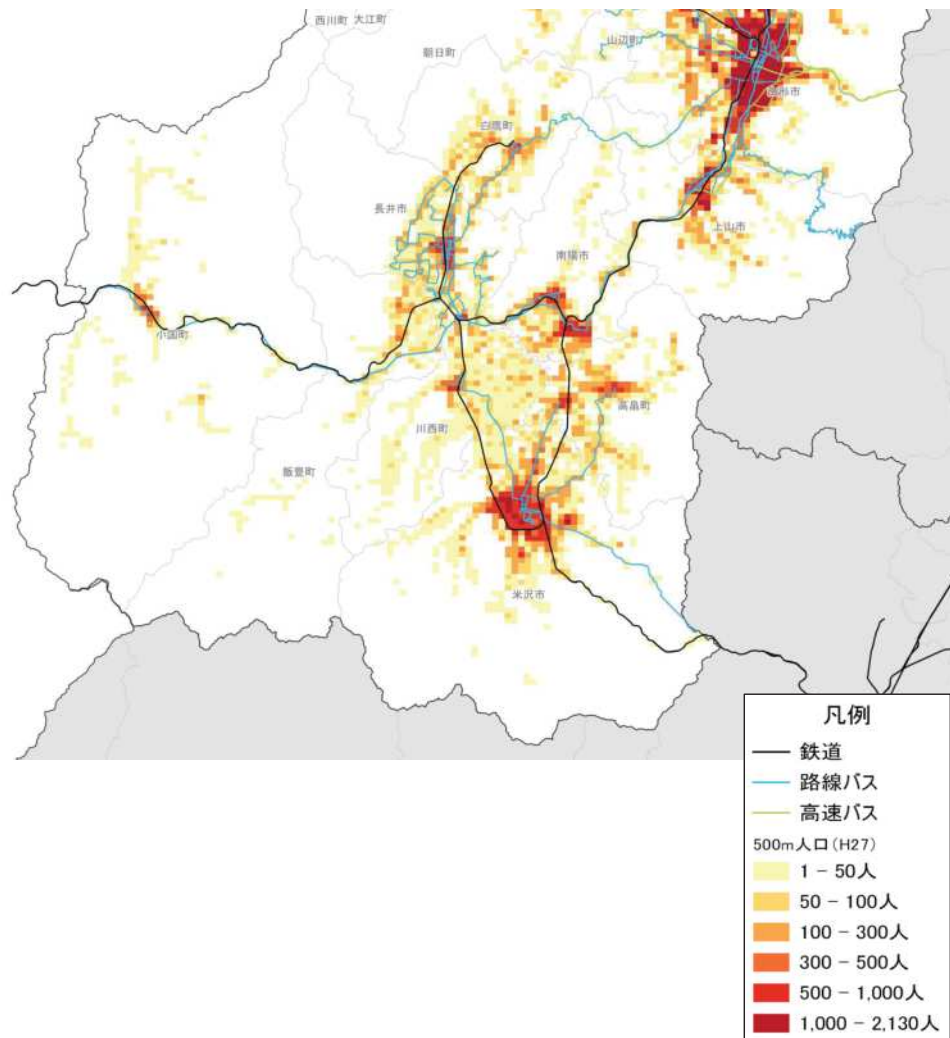 西川町 大江町
朝日町
山辺町
山形市
白鷹町
長井市
上山市
南陽市
小国町
高畠町
川西町
飯豊町
米沢市
凡例
鉄道
路線バス
高速バス
500m人口(H27)
1 - 50人
50 - 100人
100 - 300人
300 - 500人
500 - 1,000人
1,000 - 2,130人